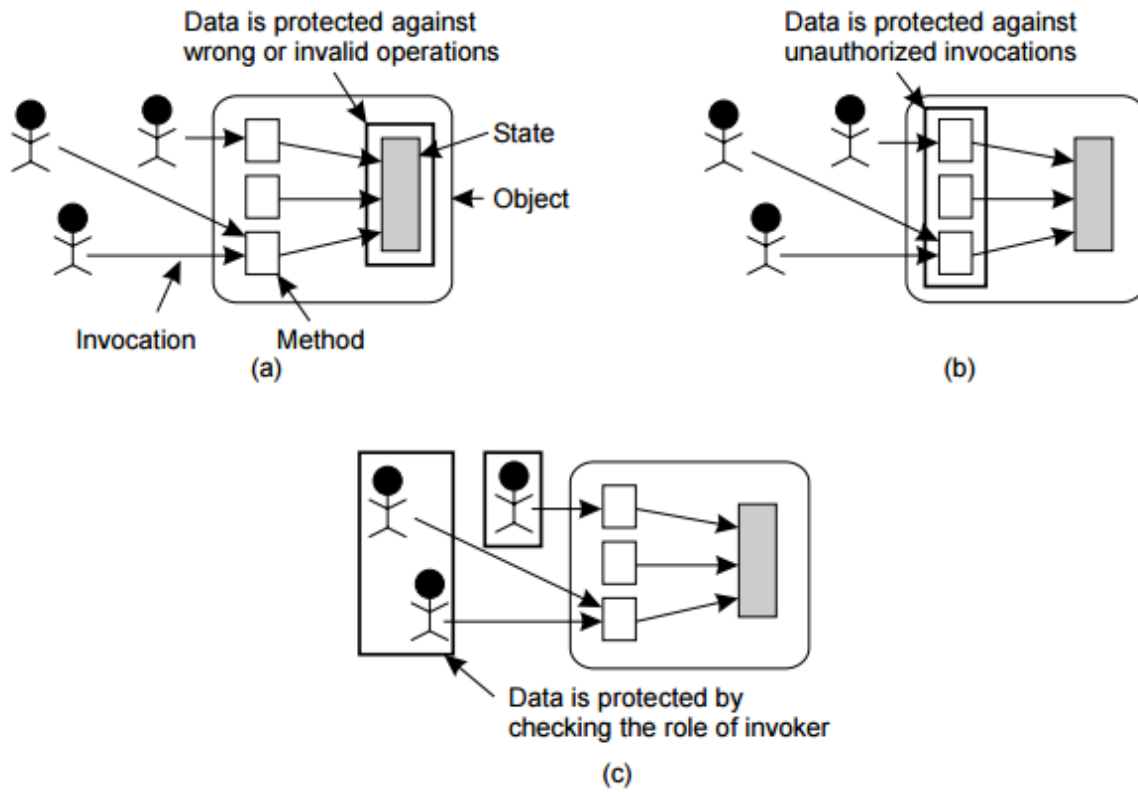 Data is protected against
wrong or invalid operations
State
Object
Invocation
Method
(a)
Data is protected against
unauthorized invocations
(b)
Data is protected by
checking the role of invoker
(c)